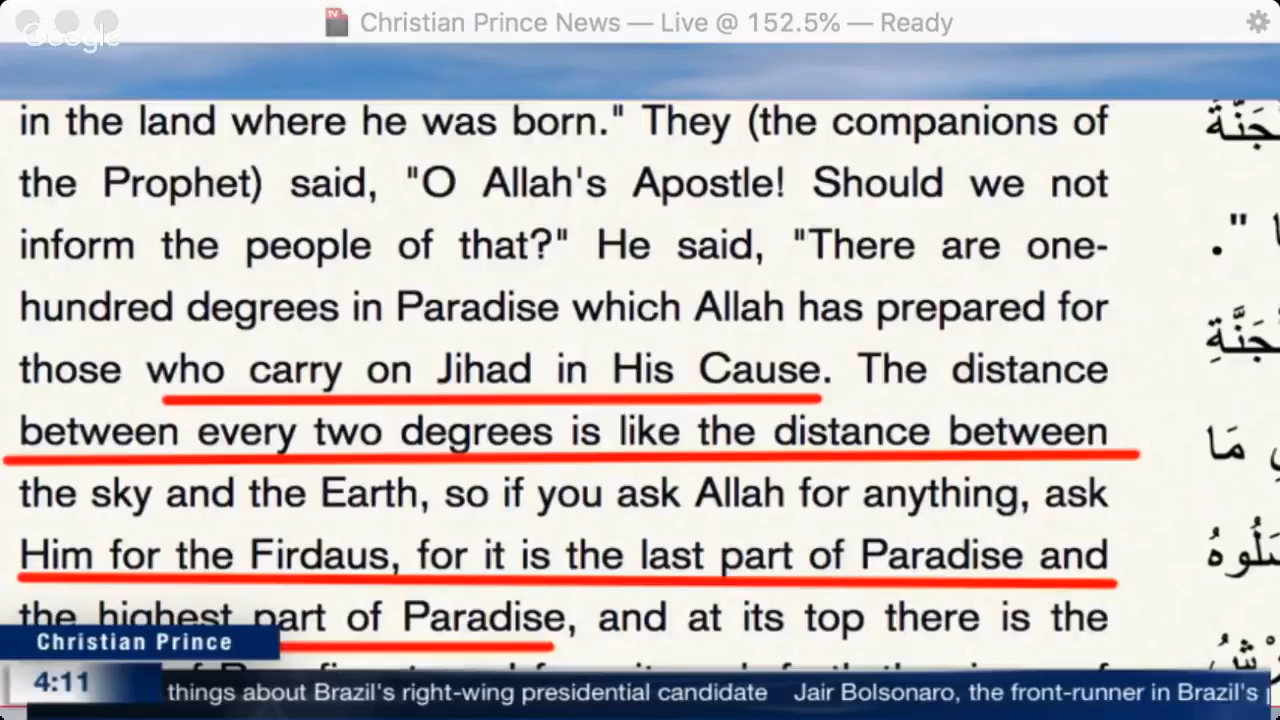 Christian Prince News — Live @ 152.5% — Ready
Google
in the land where he was born." They (the companions of
the Prophet) said, "O Allah's Apostle! Should we not
inform the people of that?" He said, "There are one-
hundred degrees in Paradise which Allah has prepared for
those who carry on Jihad in His Cause. The distance
between every two degrees is like the distance between
the sky and the Earth, so if you ask Allah for anything, ask
Him for the Firdaus, for it is the last part of Paradise and
the highest part of Paradise, and at its top there is the
مَا
Christian Prince
4:11
things about Brazil's right-wing presidential candidate Jair Bolsonaro, the front-runner in Brazil's